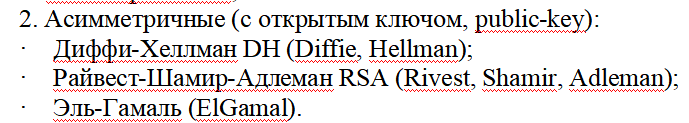 2. Асимметричные (с открытым ключом, public-key):
· Диффи-Хеллман DH (Diffie, Hellman);
· Райвест-Шамир-Адлеман RSA (Rivest, Shamir, Adleman);
· Эль-Гамаль (ElGamal).